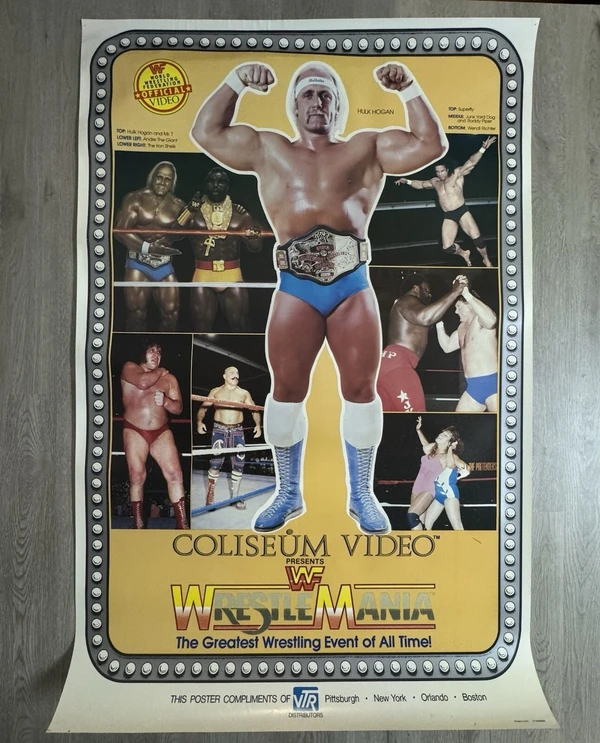 WF
WORLD
WRESTLING
FEDERATION
OFFICIAL
VIDEO
TOP: Hulk Hogan and Mr. T
LOWER LEFT: Andre The Giant
LOWER RIGHT: The Iron Sheik
HULK HOGAN
TOP: Superfly
MIDDLE: Junk Yard Dog
and Roddy Piper
BOTTOM: Wendi Richter
COLISEUM VIDEO™
PRESENTS
WF
WRESTLEMANIA
The Greatest Wrestling Event of All Time!
THIS POSTER COMPLIMENTS OF VTR Pittsburgh • New York • Orlando • Boston
DISTRIBUTORS